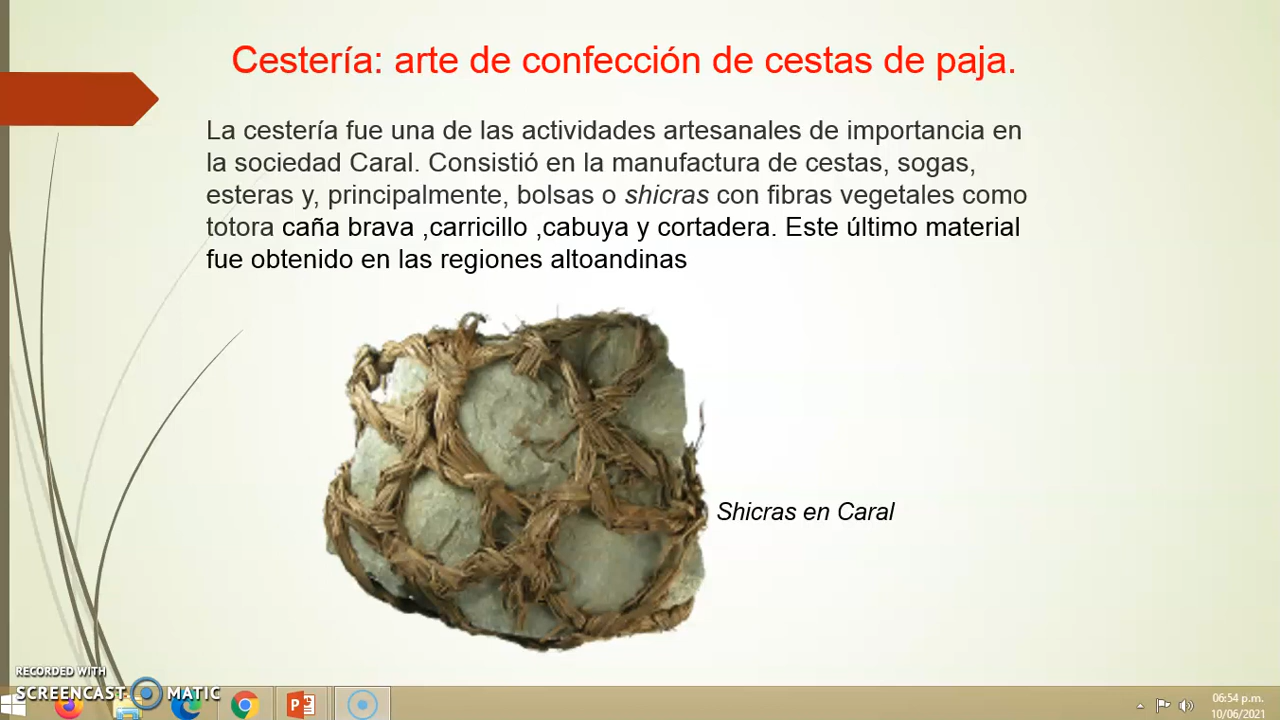 Cestería: arte de confección de cestas de paja.
La cestería fue una de las actividades artesanales de importancia en
la sociedad Caral. Consistió en la manufactura de cestas, sogas,
esteras y, principalmente, bolsas o shicras con fibras vegetales como
totora caña brava ,carricillo ,cabuya y cortadera. Este último material
fue obtenido en las regiones altoandinas
Shicras en Caral
RECORDED WITH
SCREENCAST MATIC
06:54 p.m.
10/06/2021